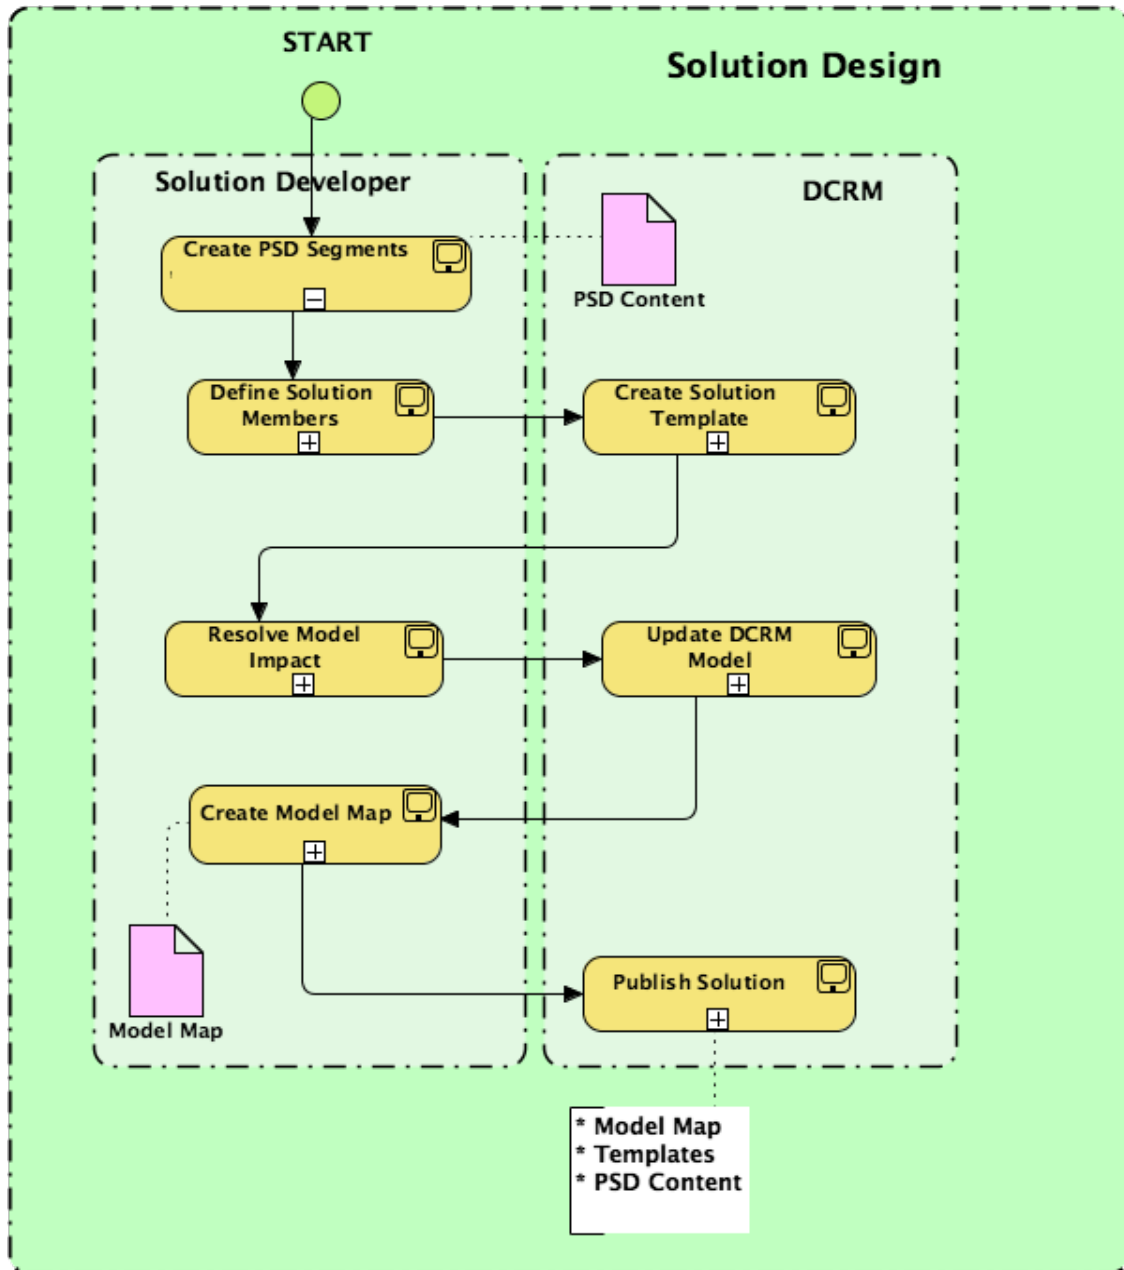 START
Solution Design
Solution Developer
DCRM
Create PSD Segments
PSD Content
Define Solution
Members
Create Solution
Template
Resolve Model
Impact
Update DCRM
Model
Create Model Map
Model Map
Publish Solution
* Model Map
* Templates
* PSD Content